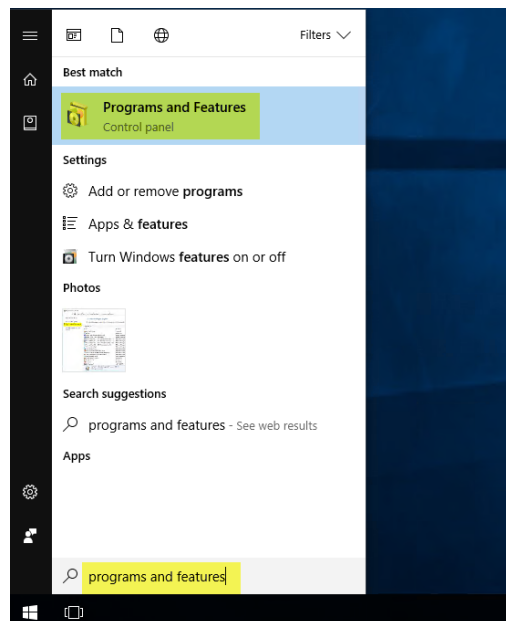 Filters
Best match
Programs and Features
Control panel
Settings
Add or remove programs
Apps & features
Turn Windows features on or off
Photos
Search suggestions
programs and features - See web results
Apps
programs and features